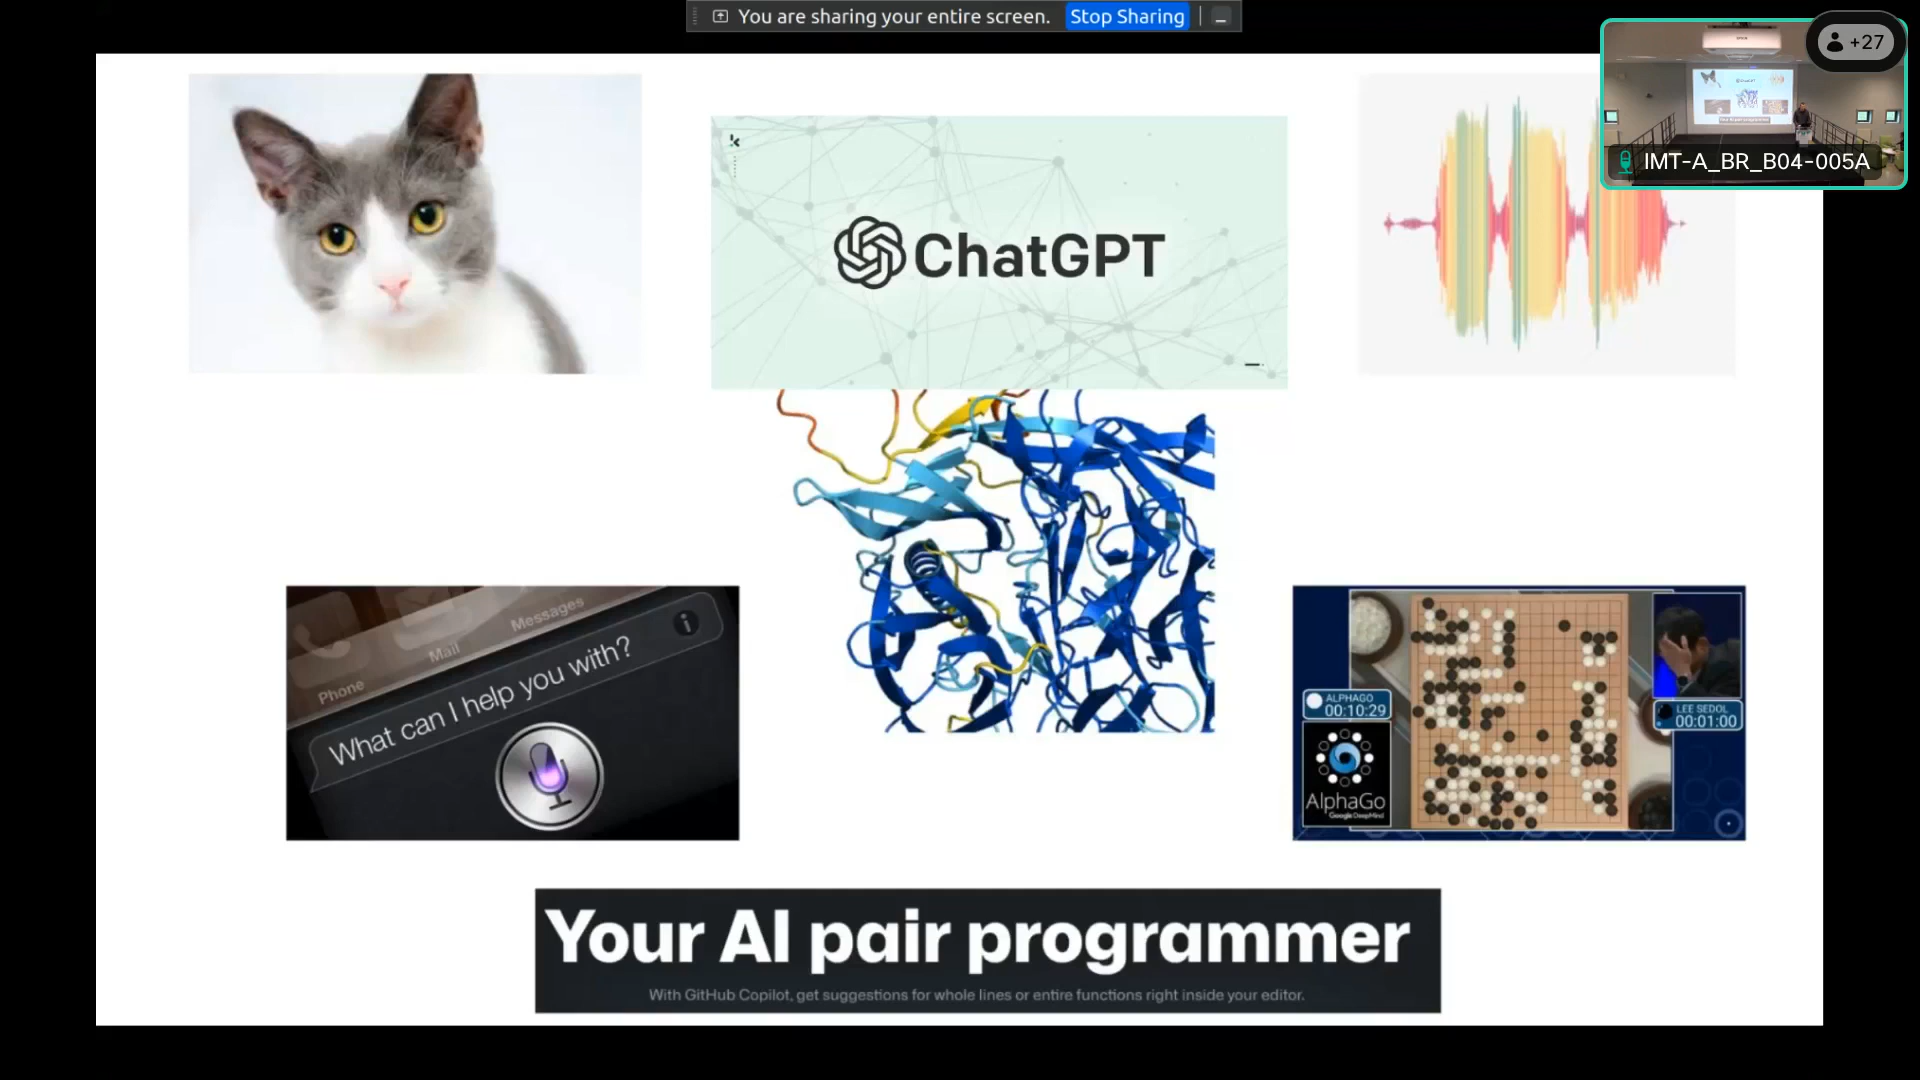 You are sharing your entire screen.
Stop Sharing
+27
IMT-A_BR_B04-005A
ChatGPT
Phone
Mail
Messages
What can I help you with?
i
ALPHAGO
00:10:29
LEE SEDOL
00:01:00
AlphaGo
Google DeepMind
Your AI pair programmer
With GitHub Copilot, get suggestions for whole lines or entire functions right inside your editor.